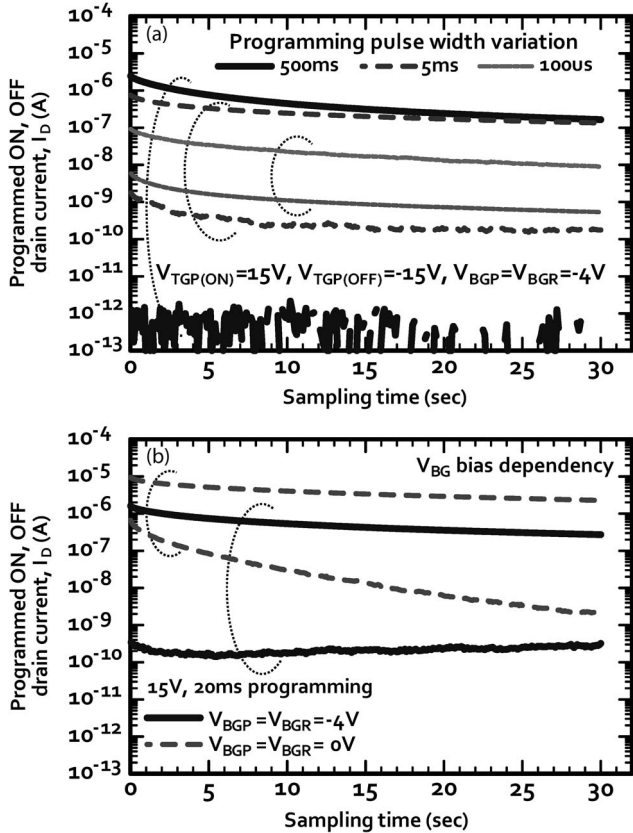 (a)
Programming pulse width variation
500ms 5ms 100us
Programmed ON, OFF
drain current, I_D (A)
10^-4
10^-5
10^-6
10^-7
10^-8
10^-9
10^-10
10^-11
10^-12
10^-13
V_TGP(ON)=15V, V_TGP(OFF)=-15V, V_BGP=V_BGR=-4V
0 5 10 15 20 25 30
Sampling time (sec)
(b)
V_BG bias dependency
Programmed ON, OFF
drain current, I_D (A)
10^-4
10^-5
10^-6
10^-7
10^-8
10^-9
10^-10
10^-11
10^-12
10^-13
15V, 20ms programming
V_BGP=V_BGR=-4V
V_BGP=V_BGR= 0V
0 5 10 15 20 25 30
Sampling time (sec)